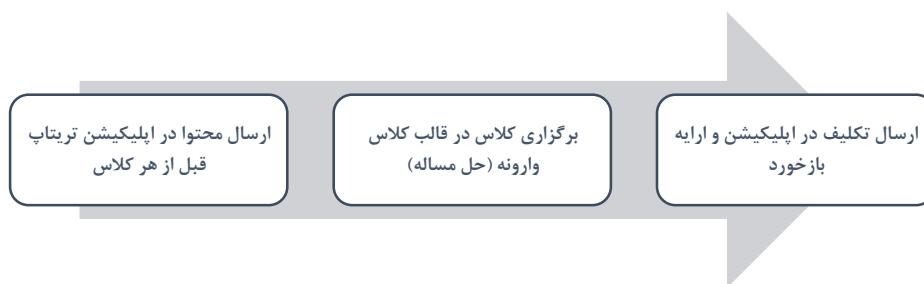 ارسال محتوا در اپلیکیشن تریتاپ
قبل از هر کلاس
برگزاری کلاس در قالب کلاس
وارونه (حل مساله)
ارسال تکلیف در اپلیکیشن و ارایه
بازخورد